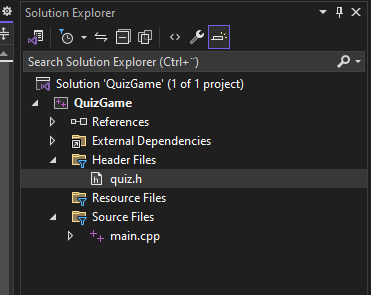 Solution Explorer
Search Solution Explorer (Ctrl+¨)
Solution 'QuizGame' (1 of 1 project)
QuizGame
References
External Dependencies
Header Files
quiz.h
Resource Files
Source Files
main.cpp